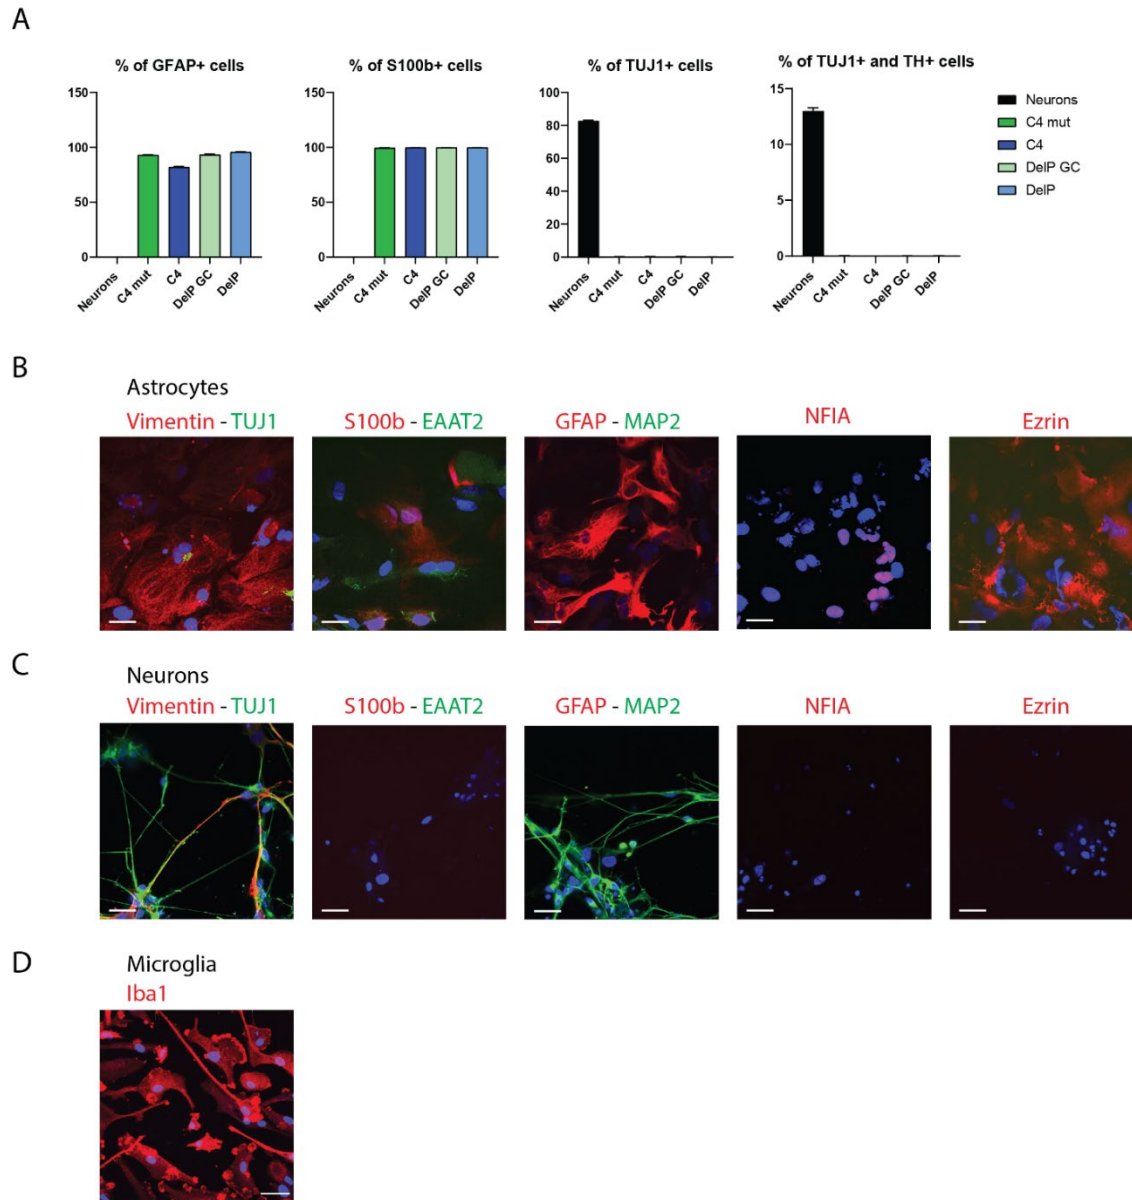 A
% of GFAP+ cells
150
100
50
0
Neurons
C4 mut
C4
DelP GC
DelP
% of S100b+ cells
150
100
50
0
Neurons
C4 mut
C4
DelP GC
DelP
% of TUJ1+ cells
100
80
60
40
20
0
Neurons
C4 mut
C4
DelP GC
DelP
% of TUJ1+ and TH+ cells
15
10
5
0
Neurons
C4 mut
C4
DelP GC
DelP
Neurons
C4 mut
C4
DelP GC
DelP
B
Astrocytes
Vimentin - TUJ1
S100b - EAAT2
GFAP - MAP2
NFIA
Ezrin
C
Neurons
Vimentin - TUJ1
S100b - EAAT2
GFAP - MAP2
NFIA
Ezrin
D
Microglia
Iba1